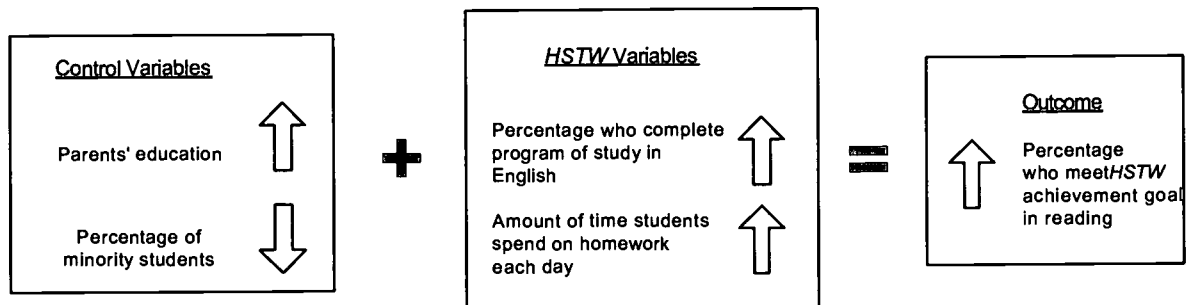 Control Variables
Parents' education
Percentage of
minority students
+
HSTW Variables
Percentage who complete
program of study in
English
Amount of time students
spend on homework
each day
=
Outcome
Percentage
who meetHSTW
achievement goal
in reading